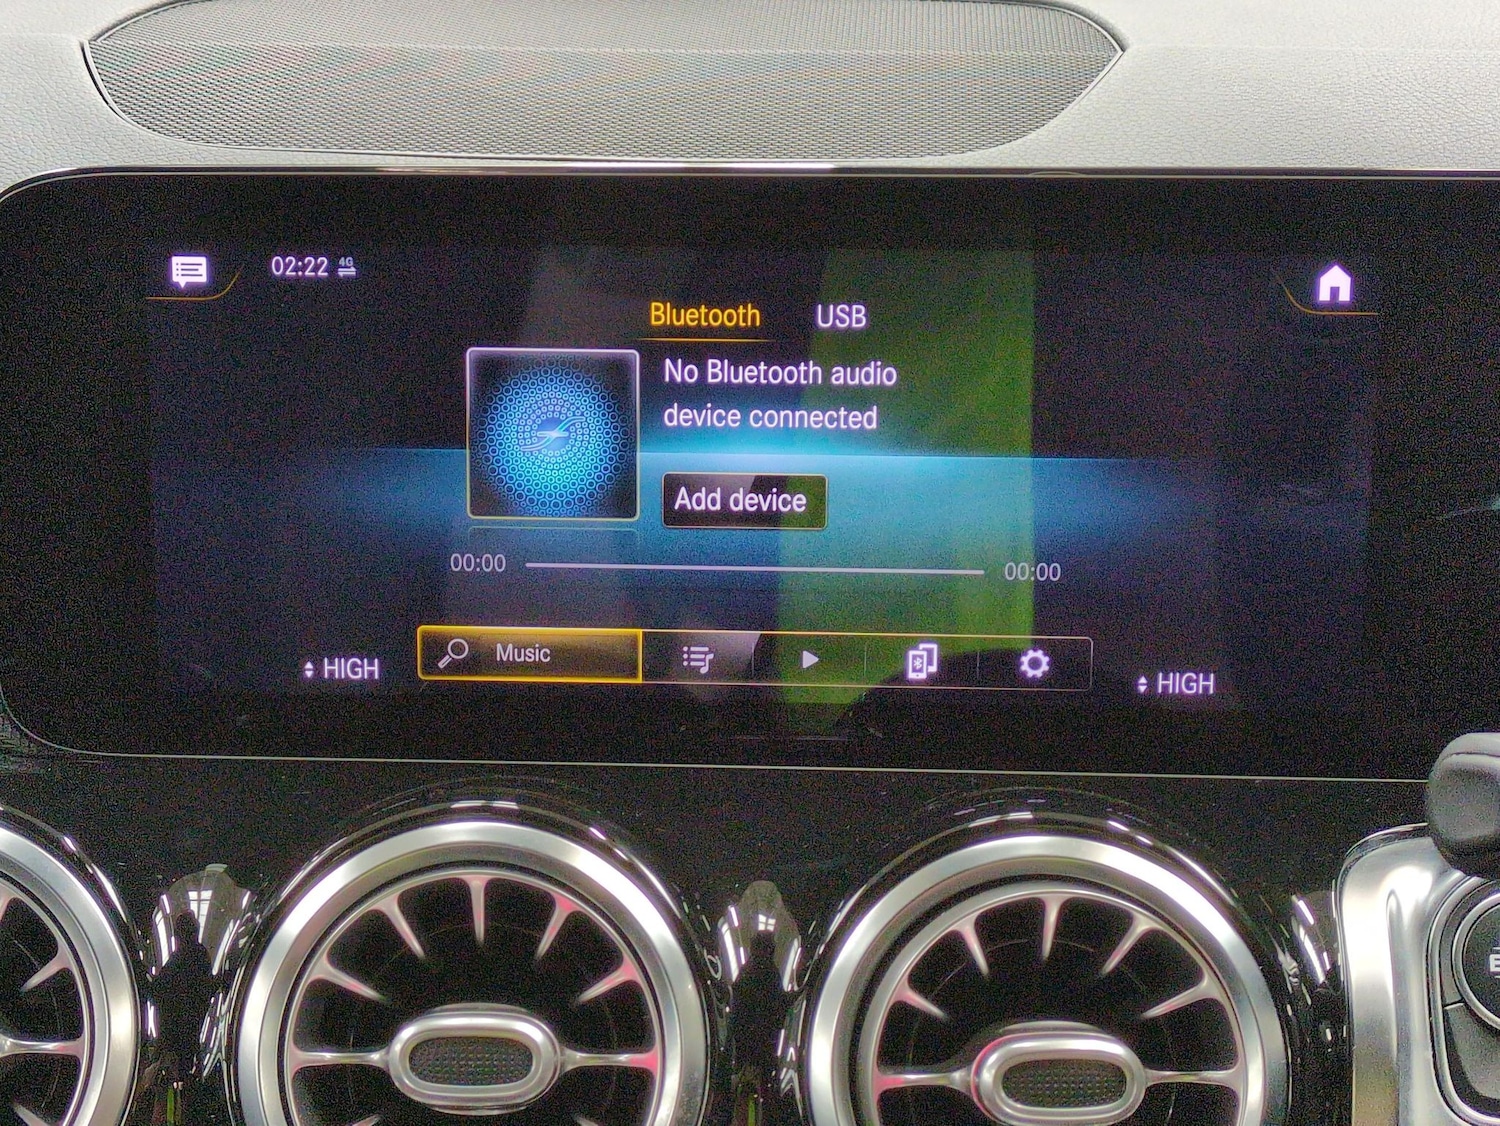 02:22 4G
Bluetooth USB
No Bluetooth audio
device connected
Add device
00:00 00:00
Music
HIGH HIGH